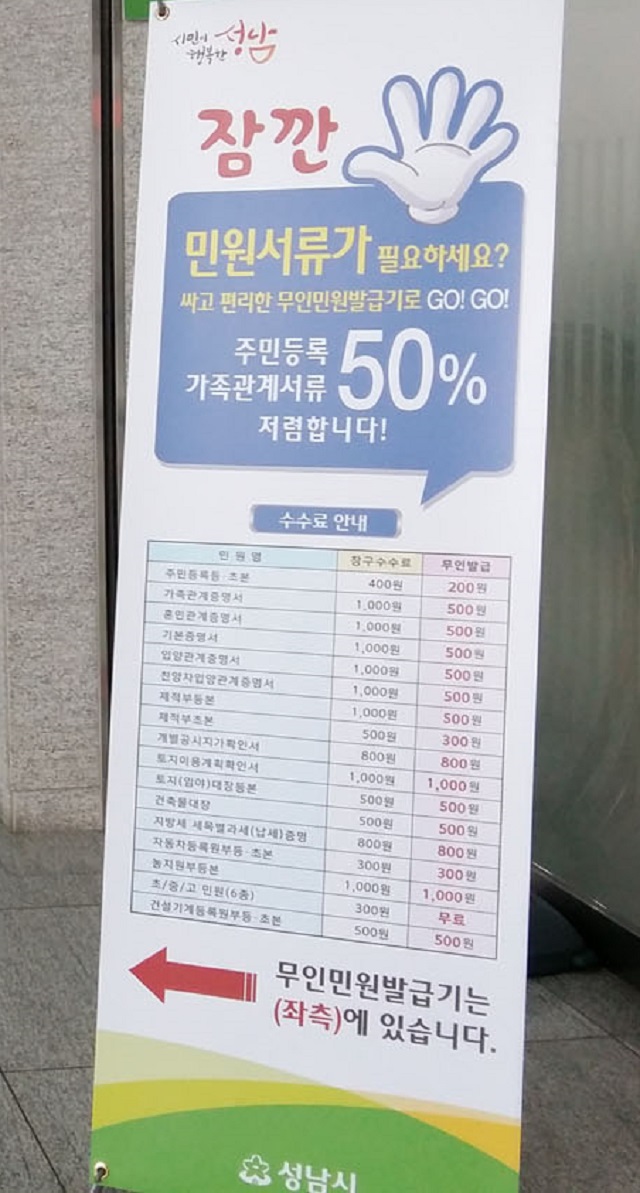 시민이
행복한 성남
잠깐
민원서류가 필요하세요?
싸고 편리한 무인민원발급기로 GO! GO!
주민등록
가족관계서류 50%
저렴합니다!
수수료 안내
민 원 명 창구수수료 무인발급
주민등록등·초본 400원 200원
가족관계증명서 1,000원 500원
혼인관계증명서 1,000원 500원
기본증명서 1,000원 500원
입양관계증명서 1,000원 500원
친양자입양관계증명서 1,000원 500원
제적부등본 1,000원 500원
제적부초본 500원 300원
개별공시지가확인서 800원 800원
토지이용계획확인서 1,000원 1,000원
토지(임야)대장등본 500원 500원
건축물대장 500원 500원
지방세 세목별과세(납세)증명 800원 800원
자동차등록원부등·초본 300원 300원
농지원부등본 1,000원 1,000원
초/중/고 민원(6종) 300원 무료
건설기계등록원부등·초본 500원 500원
무인민원발급기는
(좌측)에 있습니다.
성남시